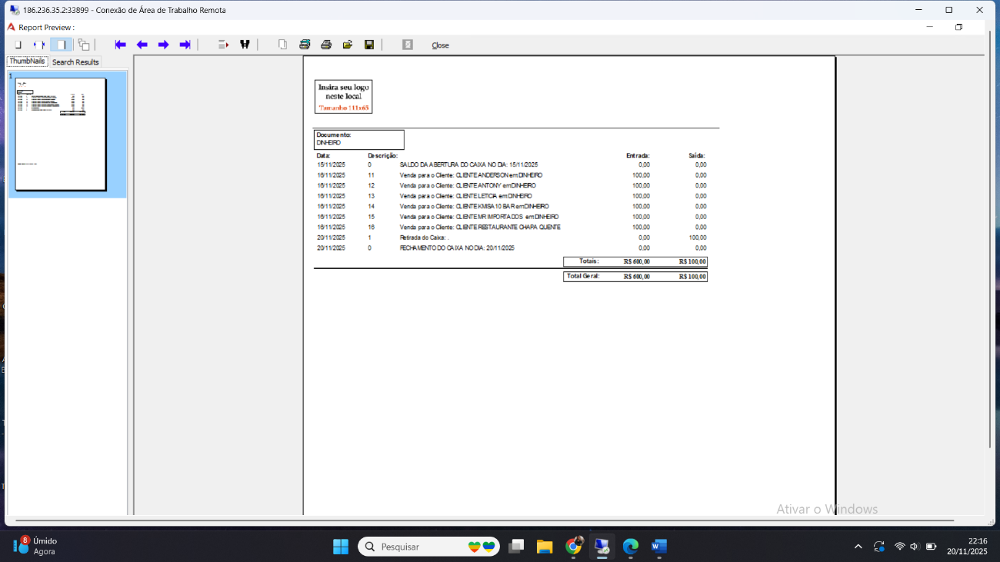 186.236.35.2:33899 - Conexão de Área de Trabalho Remota
Report Preview :
Close
ThumbNails Search Results
1
Insira seu logo
neste local
Tamanho 111x65
Documento:
DINHEIRO
Data: Descrição: Entrada: Saída:
15/11/2025 0 SALDO DA ABERTURA DO CAIXA NO DIA: 15/11/2025 0,00 0,00
16/11/2025 11 Venda para o Cliente: CLIENTE ANDERSON em DINHEIRO 100,00 0,00
16/11/2025 12 Venda para o Cliente: CLIENTE ANTONY em DINHEIRO 100,00 0,00
16/11/2025 13 Venda para o Cliente: CLIENTE LETICIA em DINHEIRO 100,00 0,00
16/11/2025 14 Venda para o Cliente: CLIENTE KMISA 10 BAR em DINHEIRO 100,00 0,00
16/11/2025 15 Venda para o Cliente: CLIENTE MR IMPORTADOS em DINHEIRO 100,00 0,00
16/11/2025 16 Venda para o Cliente: CLIENTE RESTAURANTE CHAPA QUENTE 100,00 0,00
20/11/2025 1 Retirada do Caixa: . 0,00 100,00
20/11/2025 0 FECHAMENTO DO CAIXA NO DIA: 20/11/2025 0,00 0,00
Totais: R$ 600,00 R$ 100,00
Total Geral: R$ 600,00 R$ 100,00
Ativar o Windows
8 Úmido
Agora
Pesquisar
22:16
20/11/2025